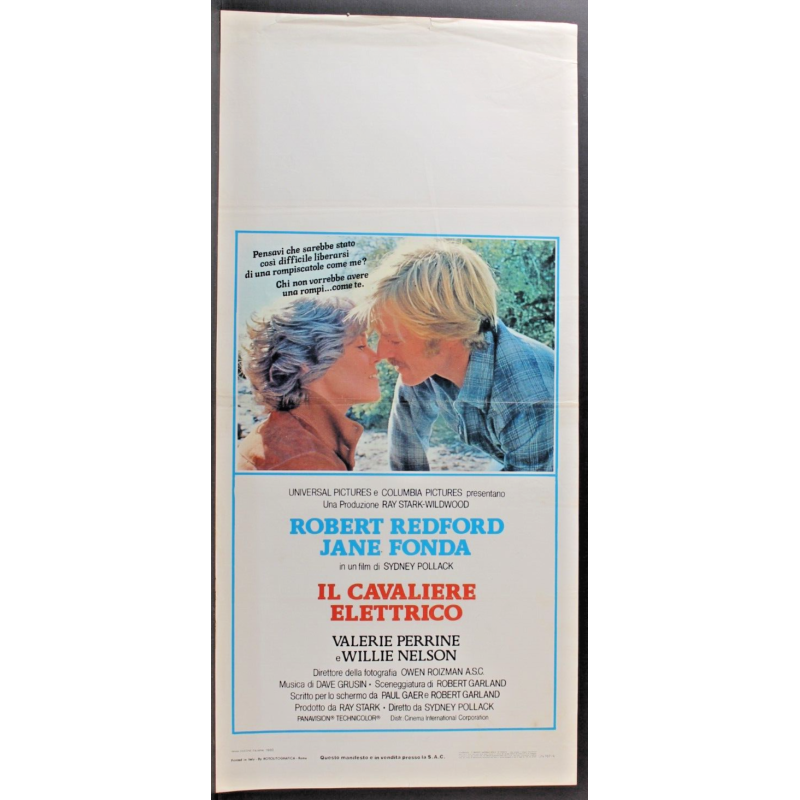 Pensavi che sarebbe stato
così difficile liberarsi
di una rompiscatole come me?
Chi non vorrebbe avere
una rompi...come te.
UNIVERSAL PICTURES e COLUMBIA PICTURES presentano
Una Produzione RAY STARK-WILDWOOD
ROBERT REDFORD
JANE FONDA
in un film di SYDNEY POLLACK
IL CAVALIERE
ELETTRICO
VALERIE PERRINE
e WILLIE NELSON
Direttore della fotografia OWEN ROIZMAN A.S.C.
Musica di DAVE GRUSIN • Sceneggiatura di ROBERT GARLAND
Scritto per lo schermo da PAUL GAER e ROBERT GARLAND
Prodotto da RAY STARK • Diretto da SYDNEY POLLACK
PANAVISION® TECHNICOLOR® Distr. Cinema International Corporation
Questo manifesto e in vendita presso la S.A.C.